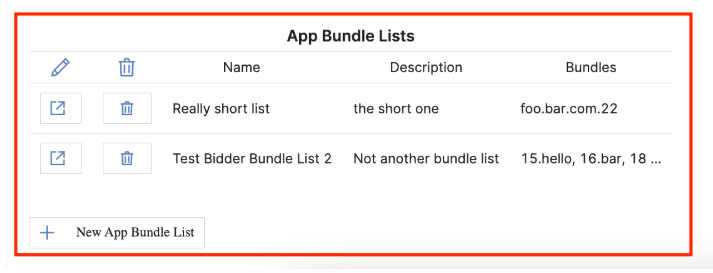 App Bundle Lists
Name Description Bundles
Really short list the short one foo.bar.com.22
Test Bidder Bundle List 2 Not another bundle list 15.hello, 16.bar, 18 ...
New App Bundle List